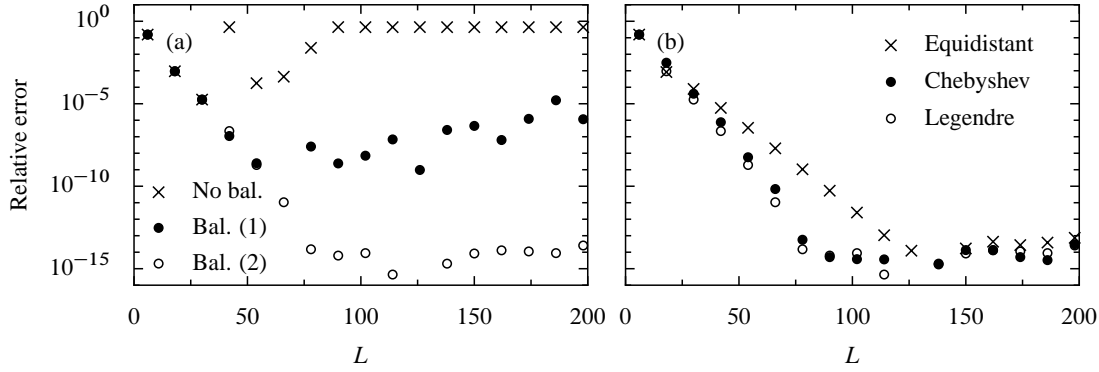 (a)
Relative error
10^0
10^-5
10^-10
10^-15
No bal.
Bal. (1)
Bal. (2)
0
50
100
150
200
L
(b)
Equidistant
Chebyshev
Legendre
0
50
100
150
200
L